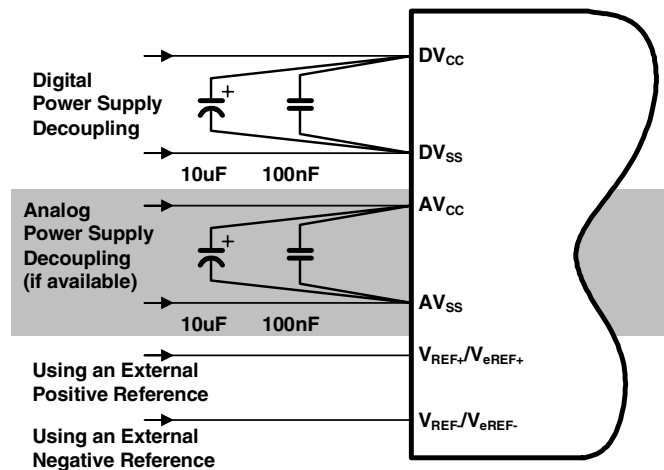 Digital
Power Supply
Decoupling
+
10uF 100nF
DVCC
DVSS
Analog
Power Supply
Decoupling
(if available)
+
10uF 100nF
AVCC
AVSS
Using an External
Positive Reference
VREF+/VeREF+
Using an External
Negative Reference
VREF-/VeREF-